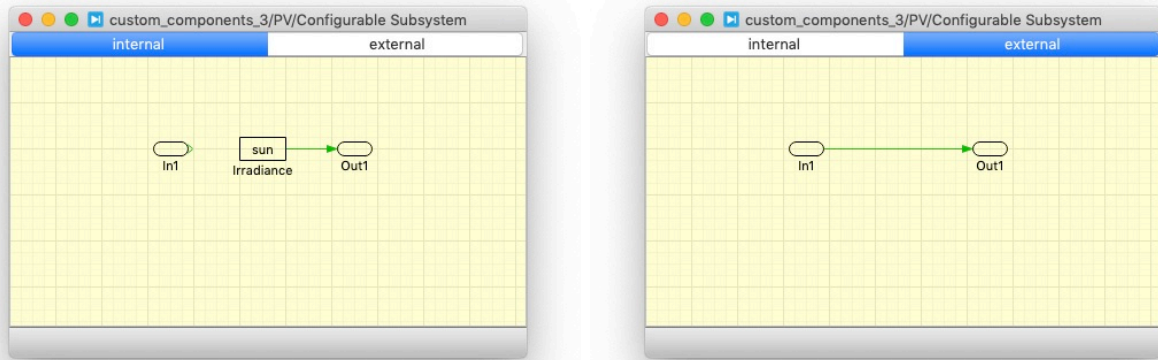 custom_components_3/PV/Configurable Subsystem
internal external
sun
In1 Irradiance Out1
custom_components_3/PV/Configurable Subsystem
internal external
In1 Out1